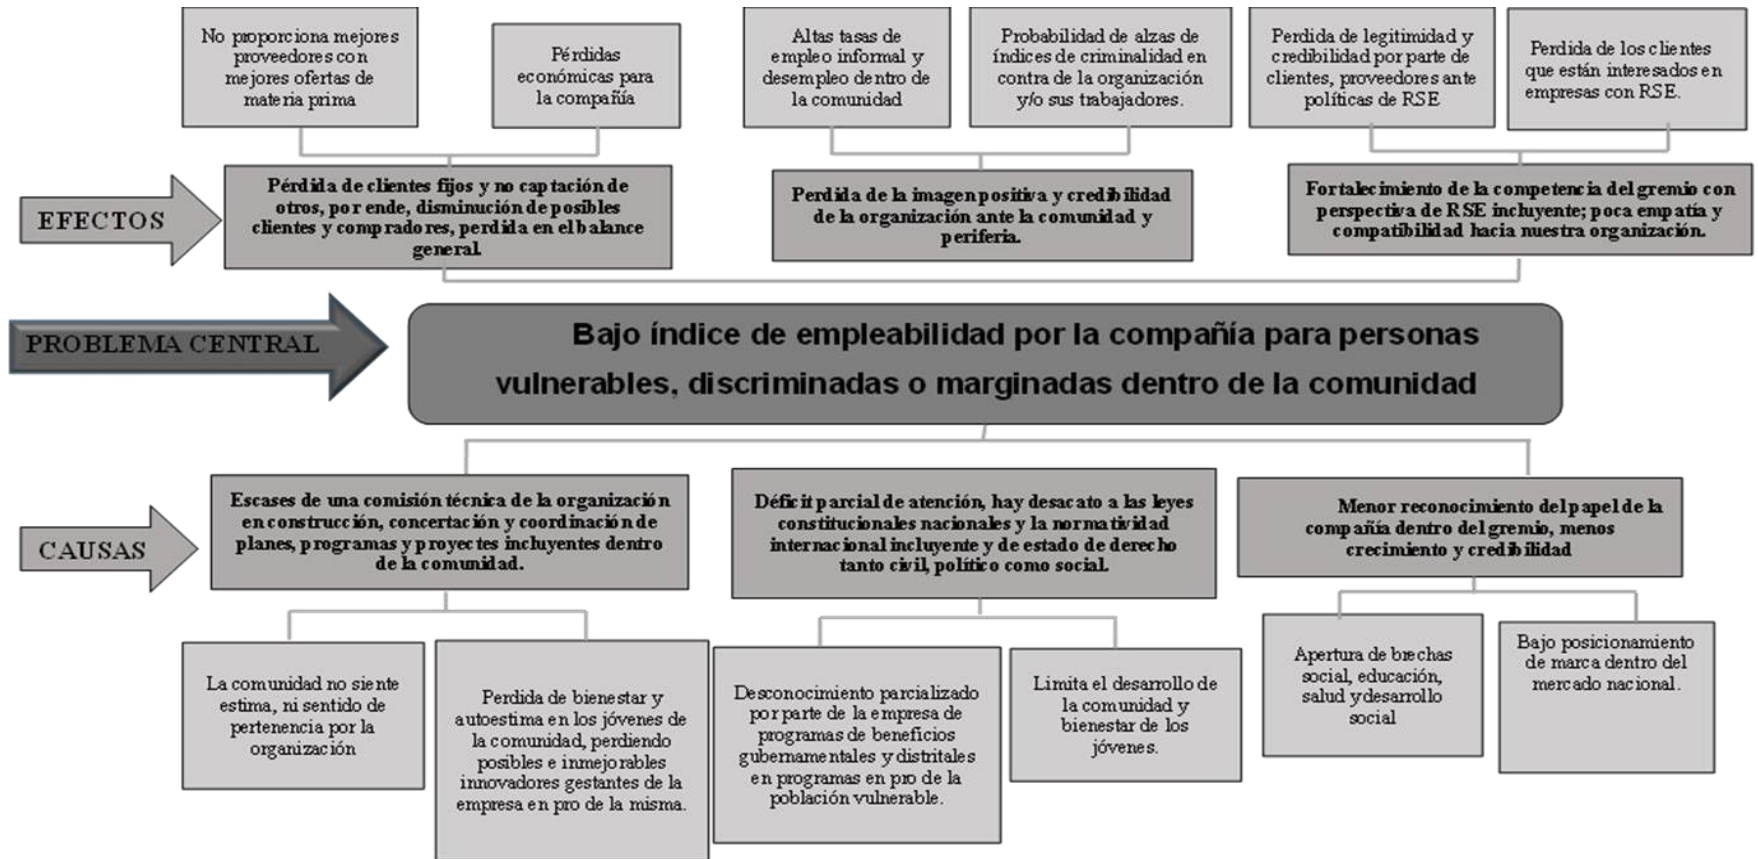 No proporciona mejores
proveedores con
mejores ofertas de
materia prima
Pérdidas
económicas para
la compañía
Altas tasas de
empleo informal y
desempleo dentro de
la comunidad
Probabilidad de alzas de
índices de criminalidad en
contra de la organización
y/o sus trabajadores.
Perdida de legitimidad y
credibilidad por parte de
clientes, proveedores ante
políticas de RSE
Perdida de los clientes
que están interesados en
empresas con RSE.
EFECTOS
Pérdida de clientes fijos y no captación de
otros, por ende, disminución de posibles
clientes y compradores, perdida en el balance
general.
Perdida de la imagen positiva y credibilidad
de la organización ante la comunidad y
periferia.
Fortalecimiento de la competencia del gremio con
perspectiva de RSE incluyente; poca empatía y
compatibilidad hacia nuestra organización.
PROBLEMA CENTRAL
Bajo índice de empleabilidad por la compañía para personas
vulnerables, discriminadas o marginadas dentro de la comunidad
CAUSAS
Escases de una comisión técnica de la organización
en construcción, concertación y coordinación de
planes, programas y proyectes incluyentes dentro
de la comunidad.
Déficit parcial de atención, hay desacato a las leyes
constitucionales nacionales y la normatividad
internacional incluyente y de estado de derecho
tanto civil, político como social.
Menor reconocimiento del papel de la
compañía dentro del gremio, menos
crecimiento y credibilidad
La comunidad no siente
estima, ni sentido de
pertenencia por la
organización
Perdida de bienestar y
autoestima en los jóvenes de
la comunidad, perdiendo
posibles e inmejorables
innovadores gestantes de la
empresa en pro de la misma.
Desconocimiento parcializado
por parte de la empresa de
programas de beneficios
gubernamentales y distritales
en programas en pro de la
población vulnerable.
Limita el desarrollo de
la comunidad y
bienestar de los
jóvenes.
Apertura de brechas
social, educación,
salud y desarrollo
social
Bajo posicionamiento
de marca dentro del
mercado nacional.